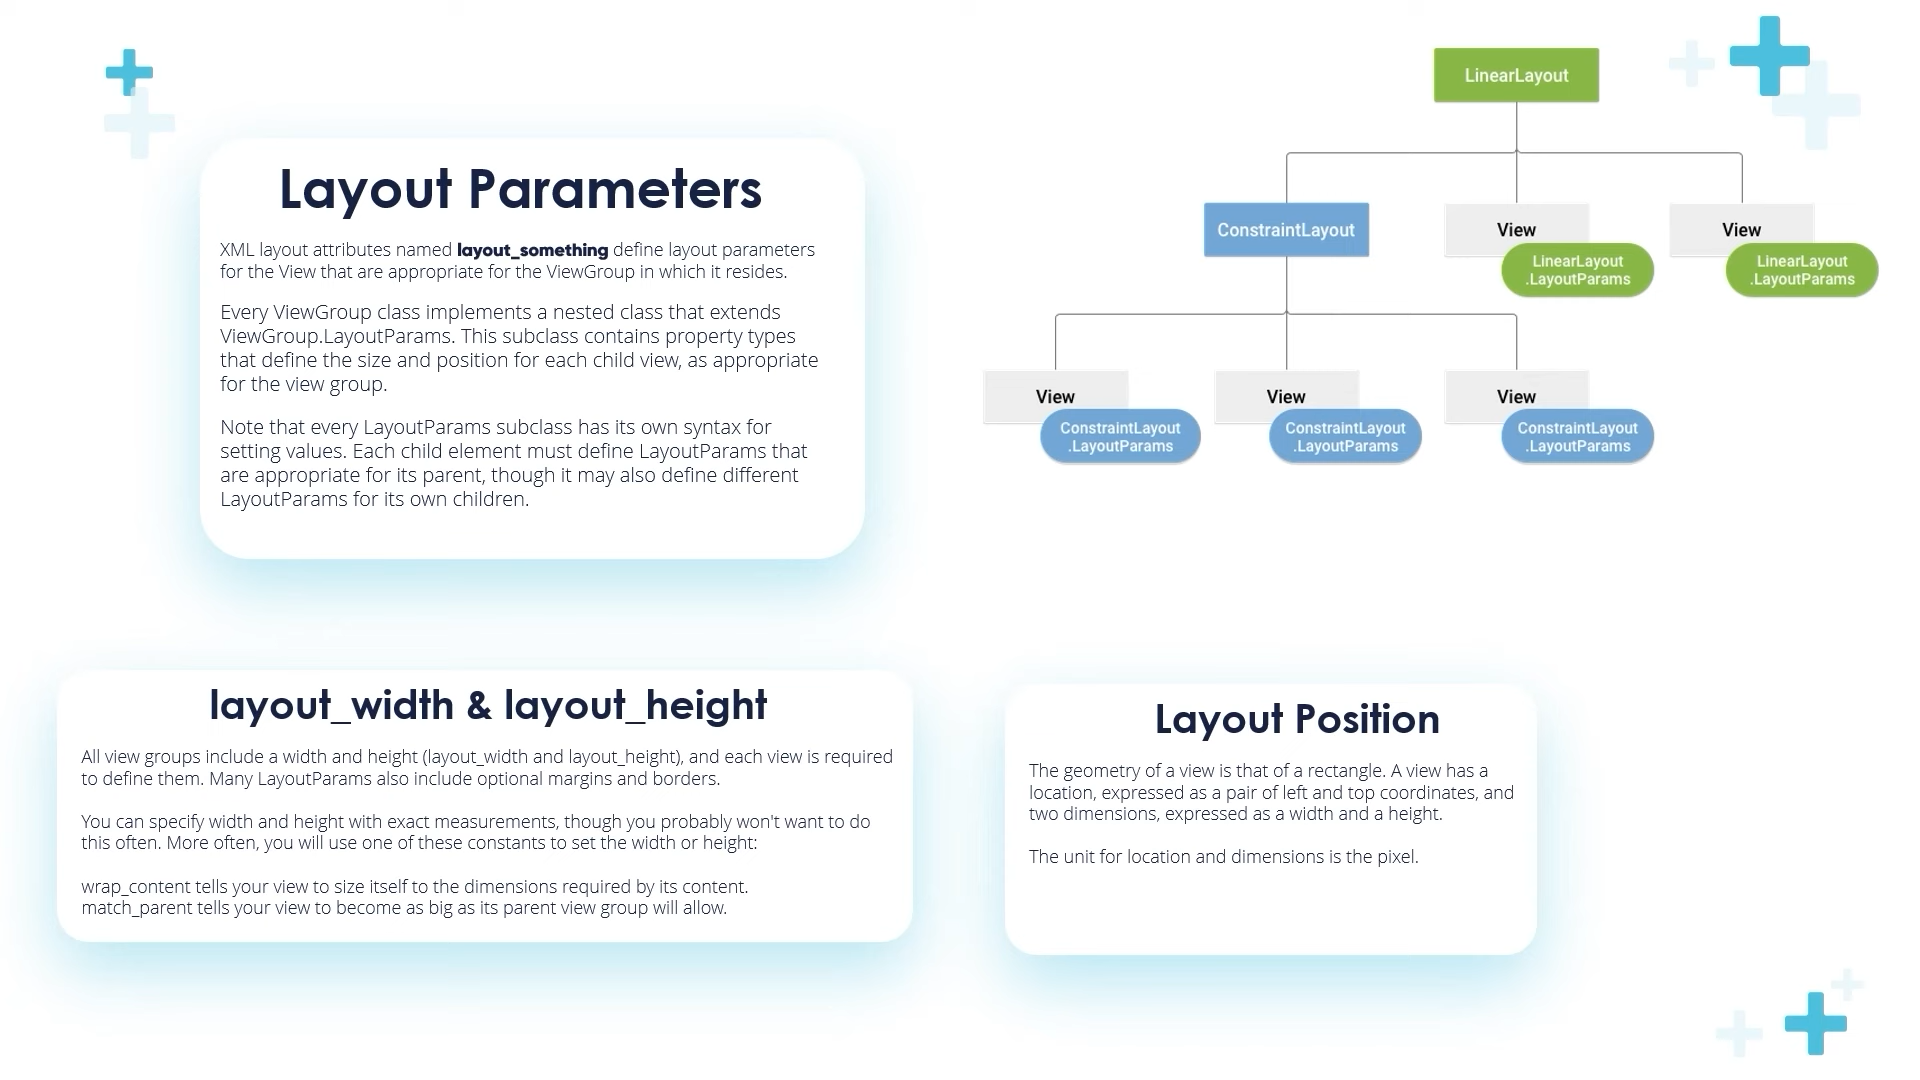 Layout Parameters
XML layout attributes named layout_something define layout parameters
for the View that are appropriate for the ViewGroup in which it resides.
Every ViewGroup class implements a nested class that extends
ViewGroup.LayoutParams. This subclass contains property types
that define the size and position for each child view, as appropriate
for the view group.
Note that every LayoutParams subclass has its own syntax for
setting values. Each child element must define LayoutParams that
are appropriate for its parent, though it may also define different
LayoutParams for its own children.
LinearLayout
ConstraintLayout
View
LinearLayout
.LayoutParams
View
LinearLayout
.LayoutParams
View
ConstraintLayout
.LayoutParams
View
ConstraintLayout
.LayoutParams
View
ConstraintLayout
.LayoutParams
layout_width & layout_height
All view groups include a width and height (layout_width and layout_height), and each view is required
to define them. Many LayoutParams also include optional margins and borders.
You can specify width and height with exact measurements, though you probably won't want to do
this often. More often, you will use one of these constants to set the width or height:
wrap_content tells your view to size itself to the dimensions required by its content.
match_parent tells your view to become as big as its parent view group will allow.
Layout Position
The geometry of a view is that of a rectangle. A view has a
location, expressed as a pair of left and top coordinates, and
two dimensions, expressed as a width and a height.
The unit for location and dimensions is the pixel.